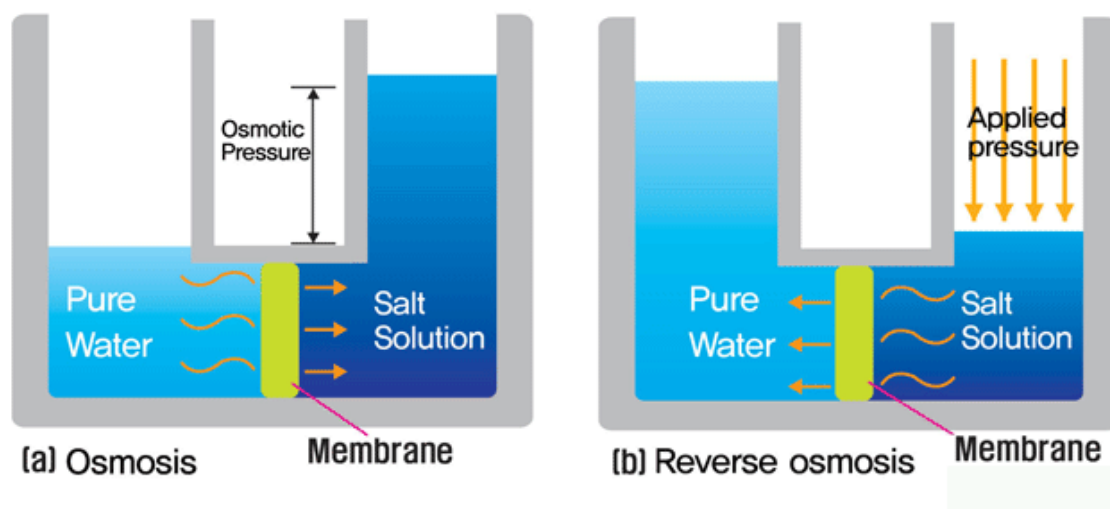 Osmotic
Pressure
Pure
Water
Salt
Solution
Membrane
(a) Osmosis
Applied
pressure
Pure
Water
Salt
Solution
Membrane
(b) Reverse osmosis